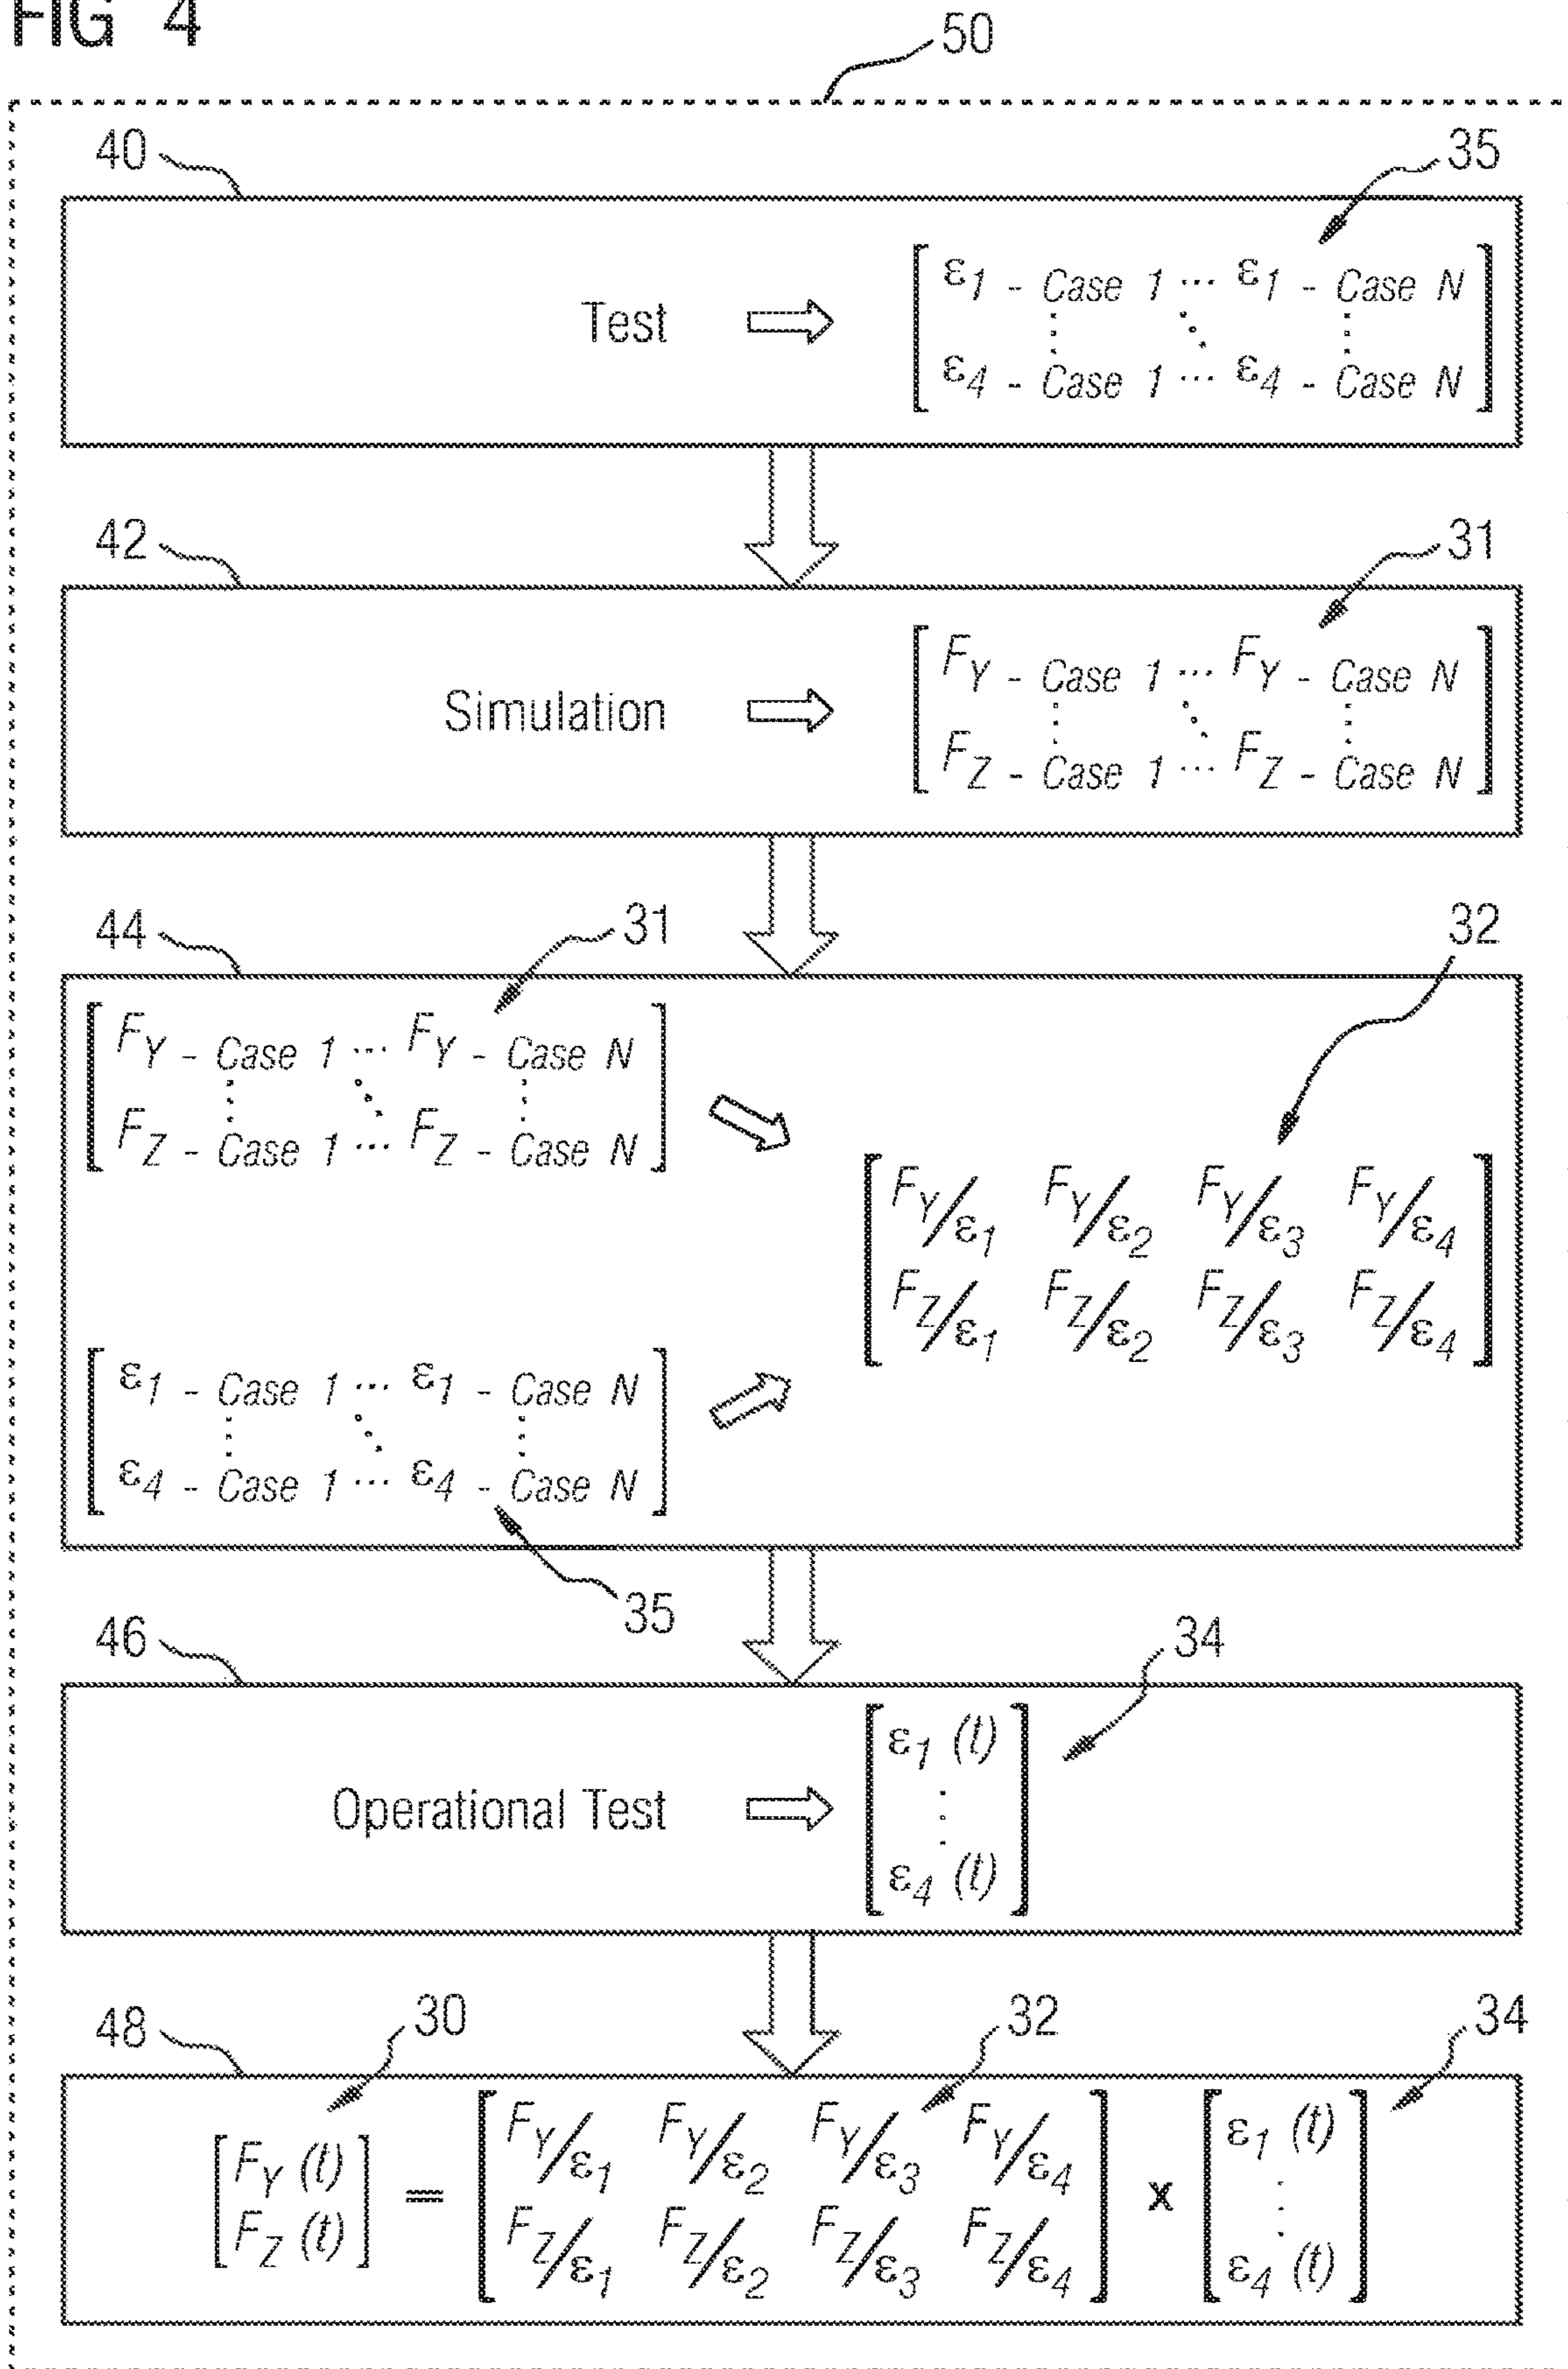 FIG 4
50
40
35
ε1 - Case 1 ... ε1 - Case N
Test
ε4 - Case 1 ... ε4 - Case N
42
31
FY - Case 1 ... FY - Case N
Simulation
FZ - Case 1 ... FZ - Case N
44
31
32
FY - Case 1 ... FY - Case N
FZ - Case 1 ... FZ - Case N
FY/ε1 FY/ε2 FY/ε3 FY/ε4
FZ/ε1 FZ/ε2 FZ/ε3 FZ/ε4
ε1 - Case 1 ... ε1 - Case N
ε4 - Case 1 ... ε4 - Case N
35
46
34
ε1 (t)
Operational Test
ε4 (t)
48
30
32
34
FY (t)
FZ (t)
=
FY/ε1 FY/ε2 FY/ε3 FY/ε4
FZ/ε1 FZ/ε2 FZ/ε3 FZ/ε4
x
ε1 (t)
ε4 (t)